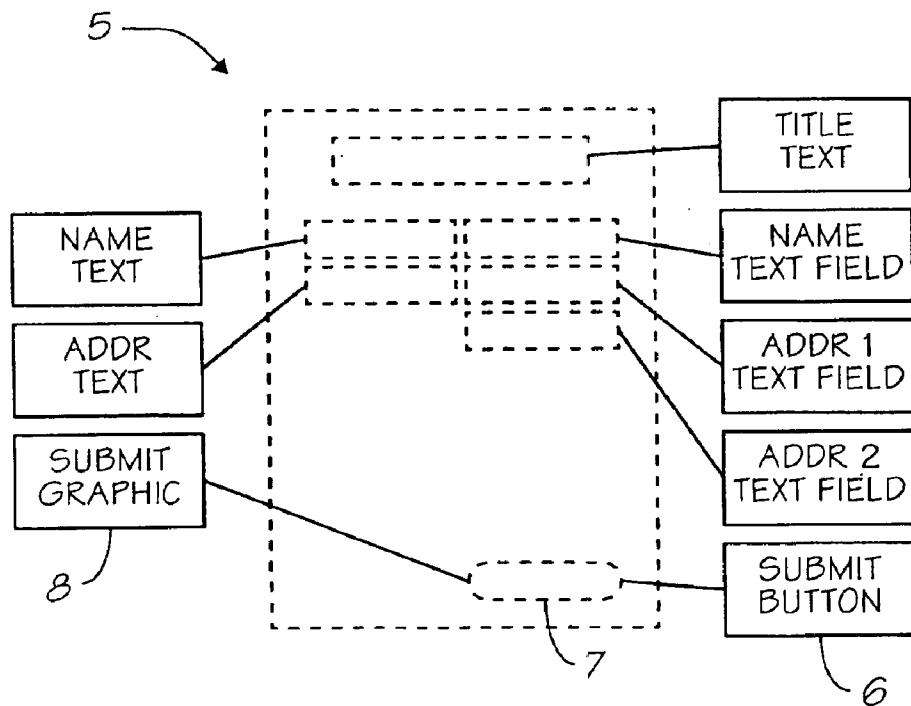 5
TITLE
TEXT
NAME
TEXT
NAME
TEXT FIELD
ADDR
TEXT
ADDR 1
TEXT FIELD
SUBMIT
GRAPHIC
ADDR 2
TEXT FIELD
8
SUBMIT
BUTTON
7
6